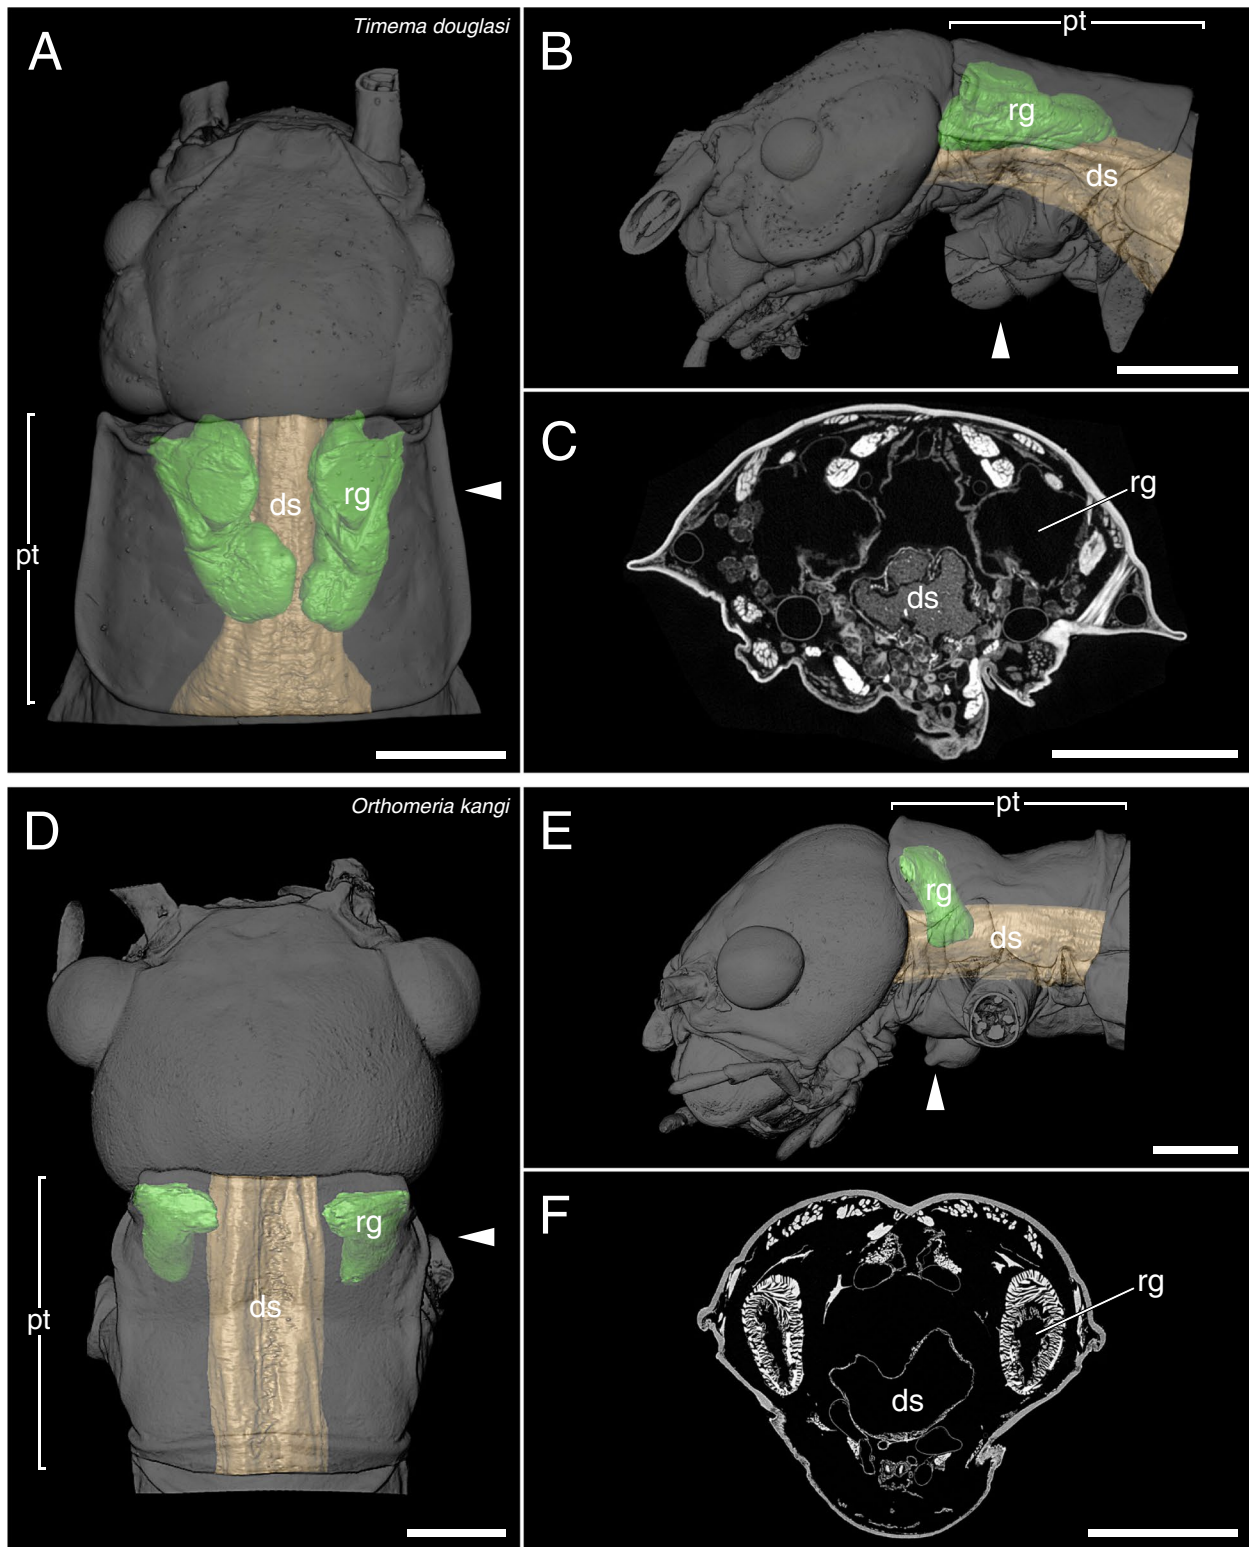 A
Timema douglasi
pt
ds
rg
B
pt
rg
ds
C
rg
ds
D
Orthomeria kangi
pt
rg
ds
E
pt
rg
ds
F
rg
ds